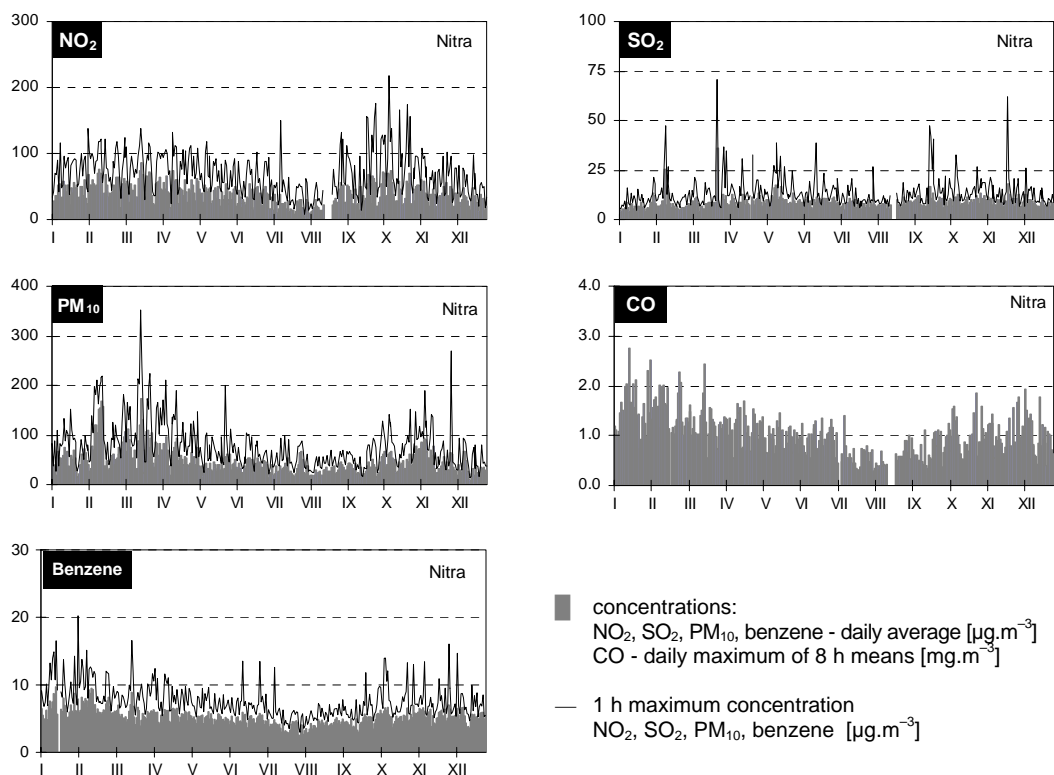 NO₂
Nitra
300
200
100
0
I II III IV V VI VII VIII IX X XI XII
SO₂
Nitra
100
75
50
25
0
I II III IV V VI VII VIII IX X XI XII
PM₁₀
Nitra
400
300
200
100
0
I II III IV V VI VII VIII IX X XI XII
CO
Nitra
4.0
3.0
2.0
1.0
0.0
I II III IV V VI VII VIII IX X XI XII
Benzene
Nitra
30
20
10
0
I II III IV V VI VII VIII IX X XI XII
concentrations:
NO₂, SO₂, PM₁₀, benzene - daily average [µg.m⁻³]
CO - daily maximum of 8 h means [mg.m⁻³]
1 h maximum concentration
NO₂, SO₂, PM₁₀, benzene [µg.m⁻³]